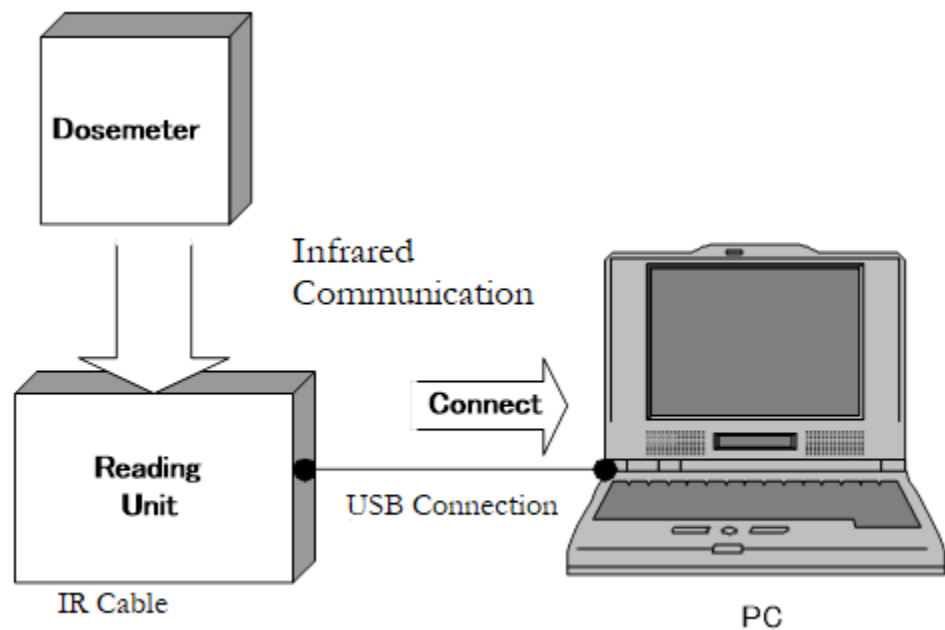 Dosemeter
Infrared
Communication
Connect
Reading
Unit
USB Connection
IR Cable
PC